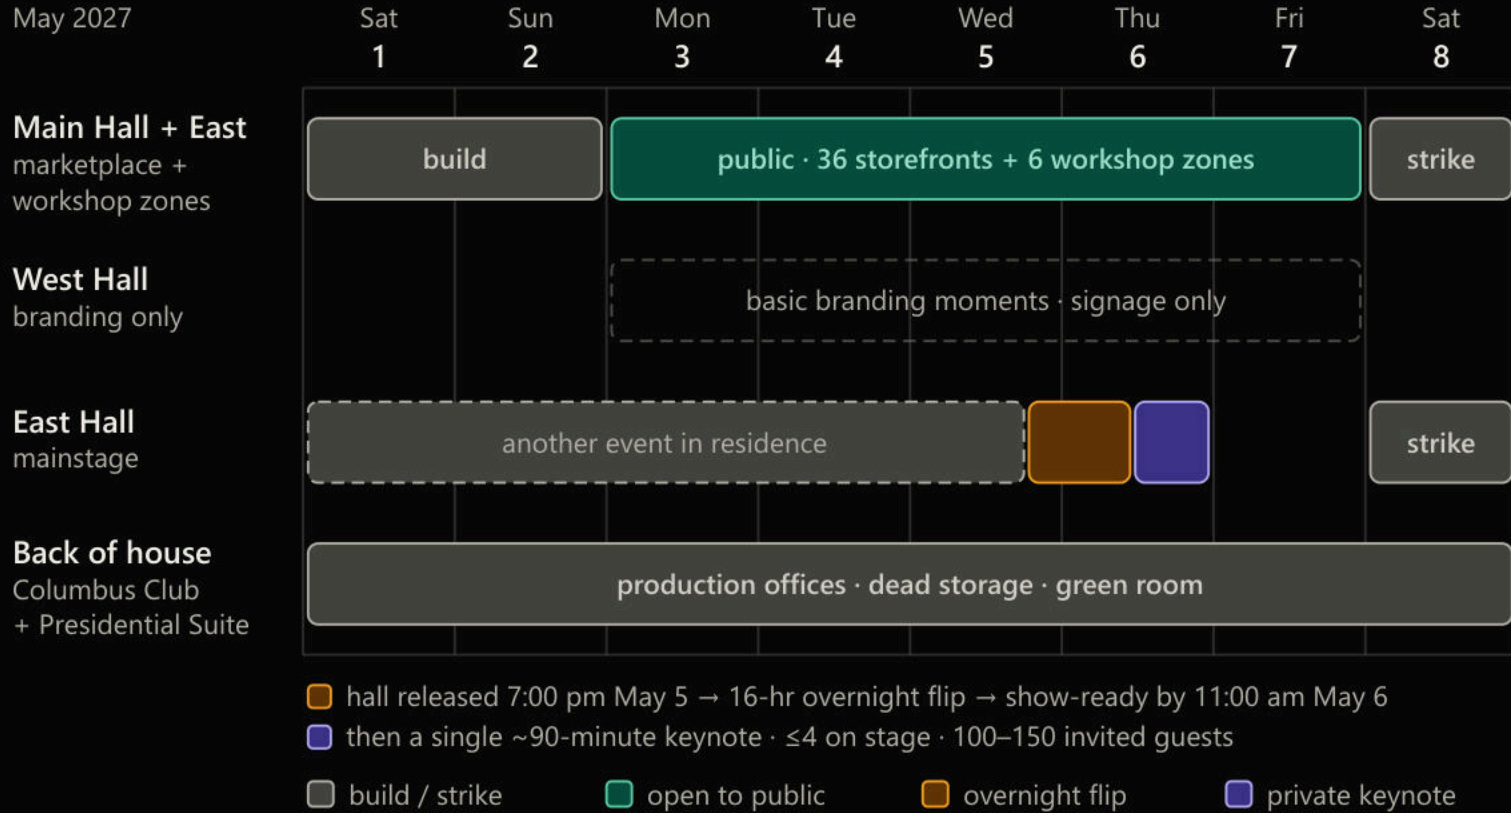 May 2027 Sat Sun Mon Tue Wed Thu Fri Sat
1 2 3 4 5 6 7 8
Main Hall + East
marketplace +
workshop zones
build
public · 36 storefronts + 6 workshop zones
strike
West Hall
branding only
basic branding moments · signage only
East Hall
mainstage
another event in residence
strike
Back of house
Columbus Club
+ Presidential Suite
production offices · dead storage · green room
hall released 7:00 pm May 5 → 16-hr overnight flip → show-ready by 11:00 am May 6
then a single ~90-minute keynote · ≤4 on stage · 100–150 invited guests
build / strike
open to public
overnight flip
private keynote